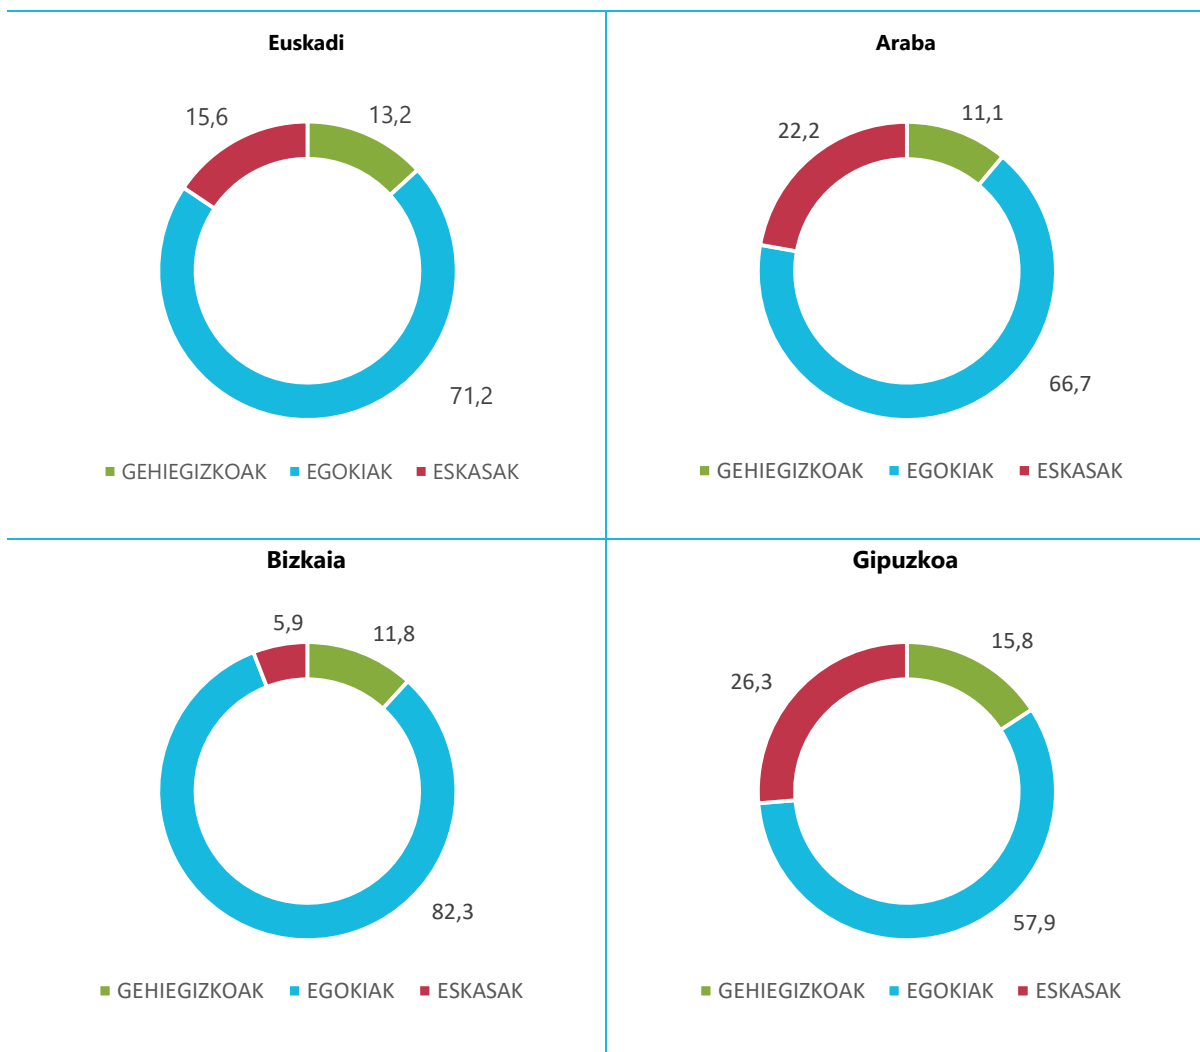 Euskadi
15,6
13,2
71,2
GEHIEGIZKOAK EGOKIAK ESKASAK
Araba
22,2
11,1
66,7
GEHIEGIZKOAK EGOKIAK ESKASAK
Bizkaia
5,9
11,8
82,3
GEHIEGIZKOAK EGOKIAK ESKASAK
Gipuzkoa
26,3
15,8
57,9
GEHIEGIZKOAK EGOKIAK ESKASAK